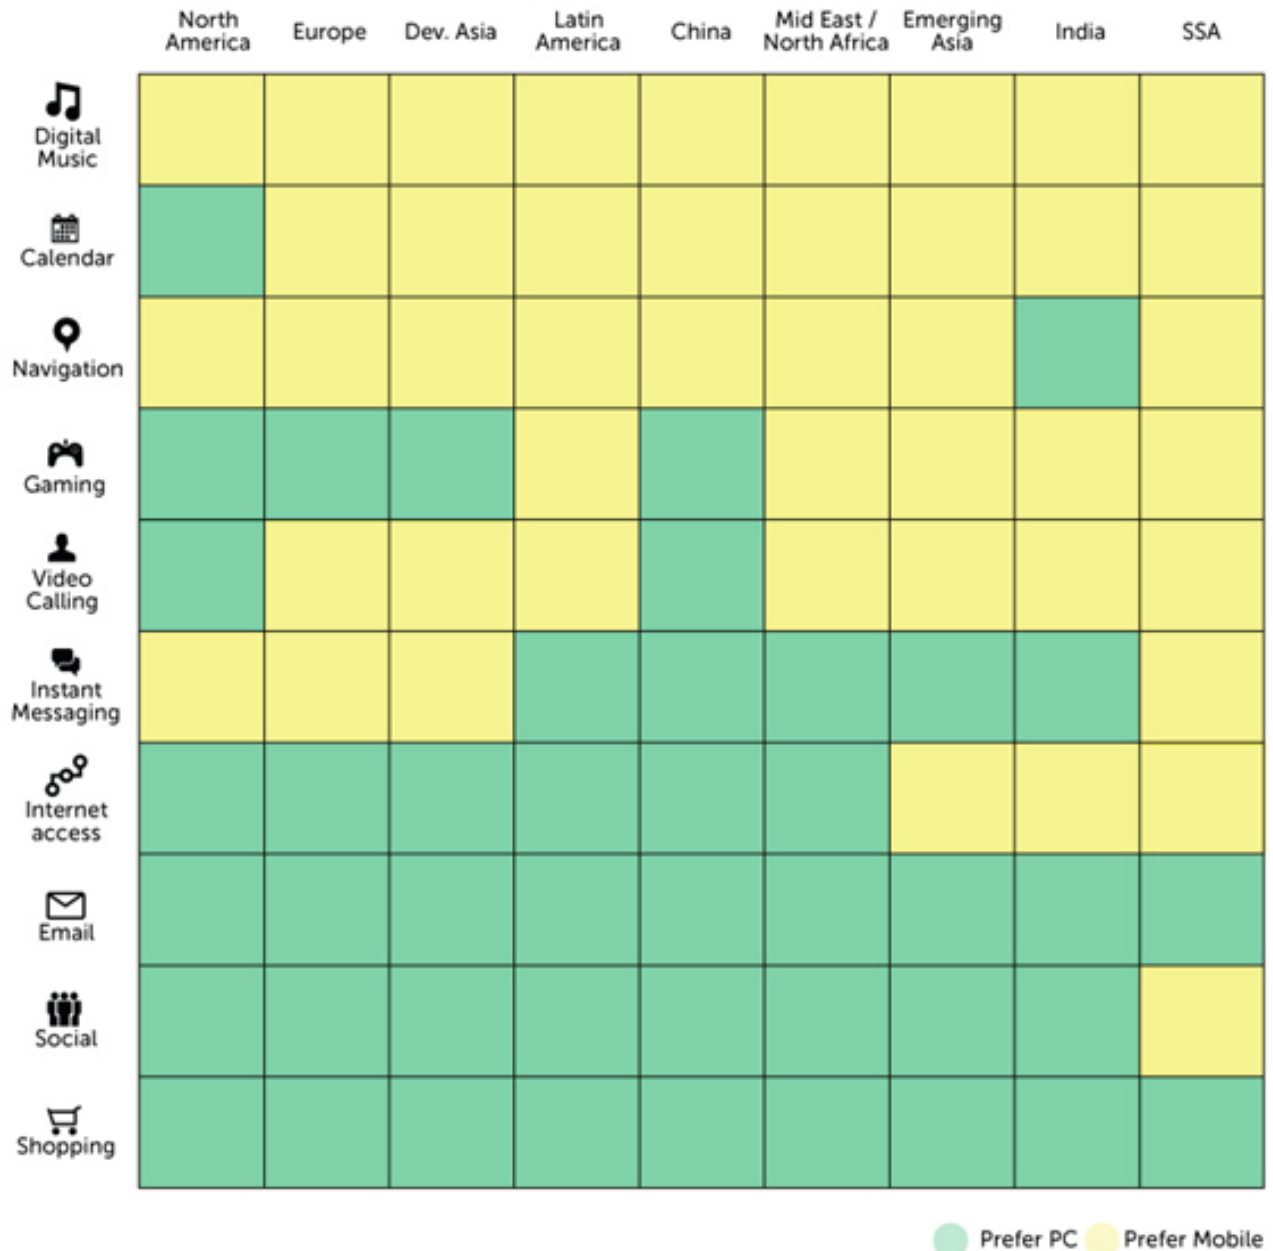 North
America
Europe
Dev. Asia
Latin
America
China
Mid East /
North Africa
Emerging
Asia
India
SSA
Digital
Music
Calendar
Navigation
Gaming
Video
Calling
Instant
Messaging
Internet
access
Email
Social
Shopping
Prefer PC
Prefer Mobile